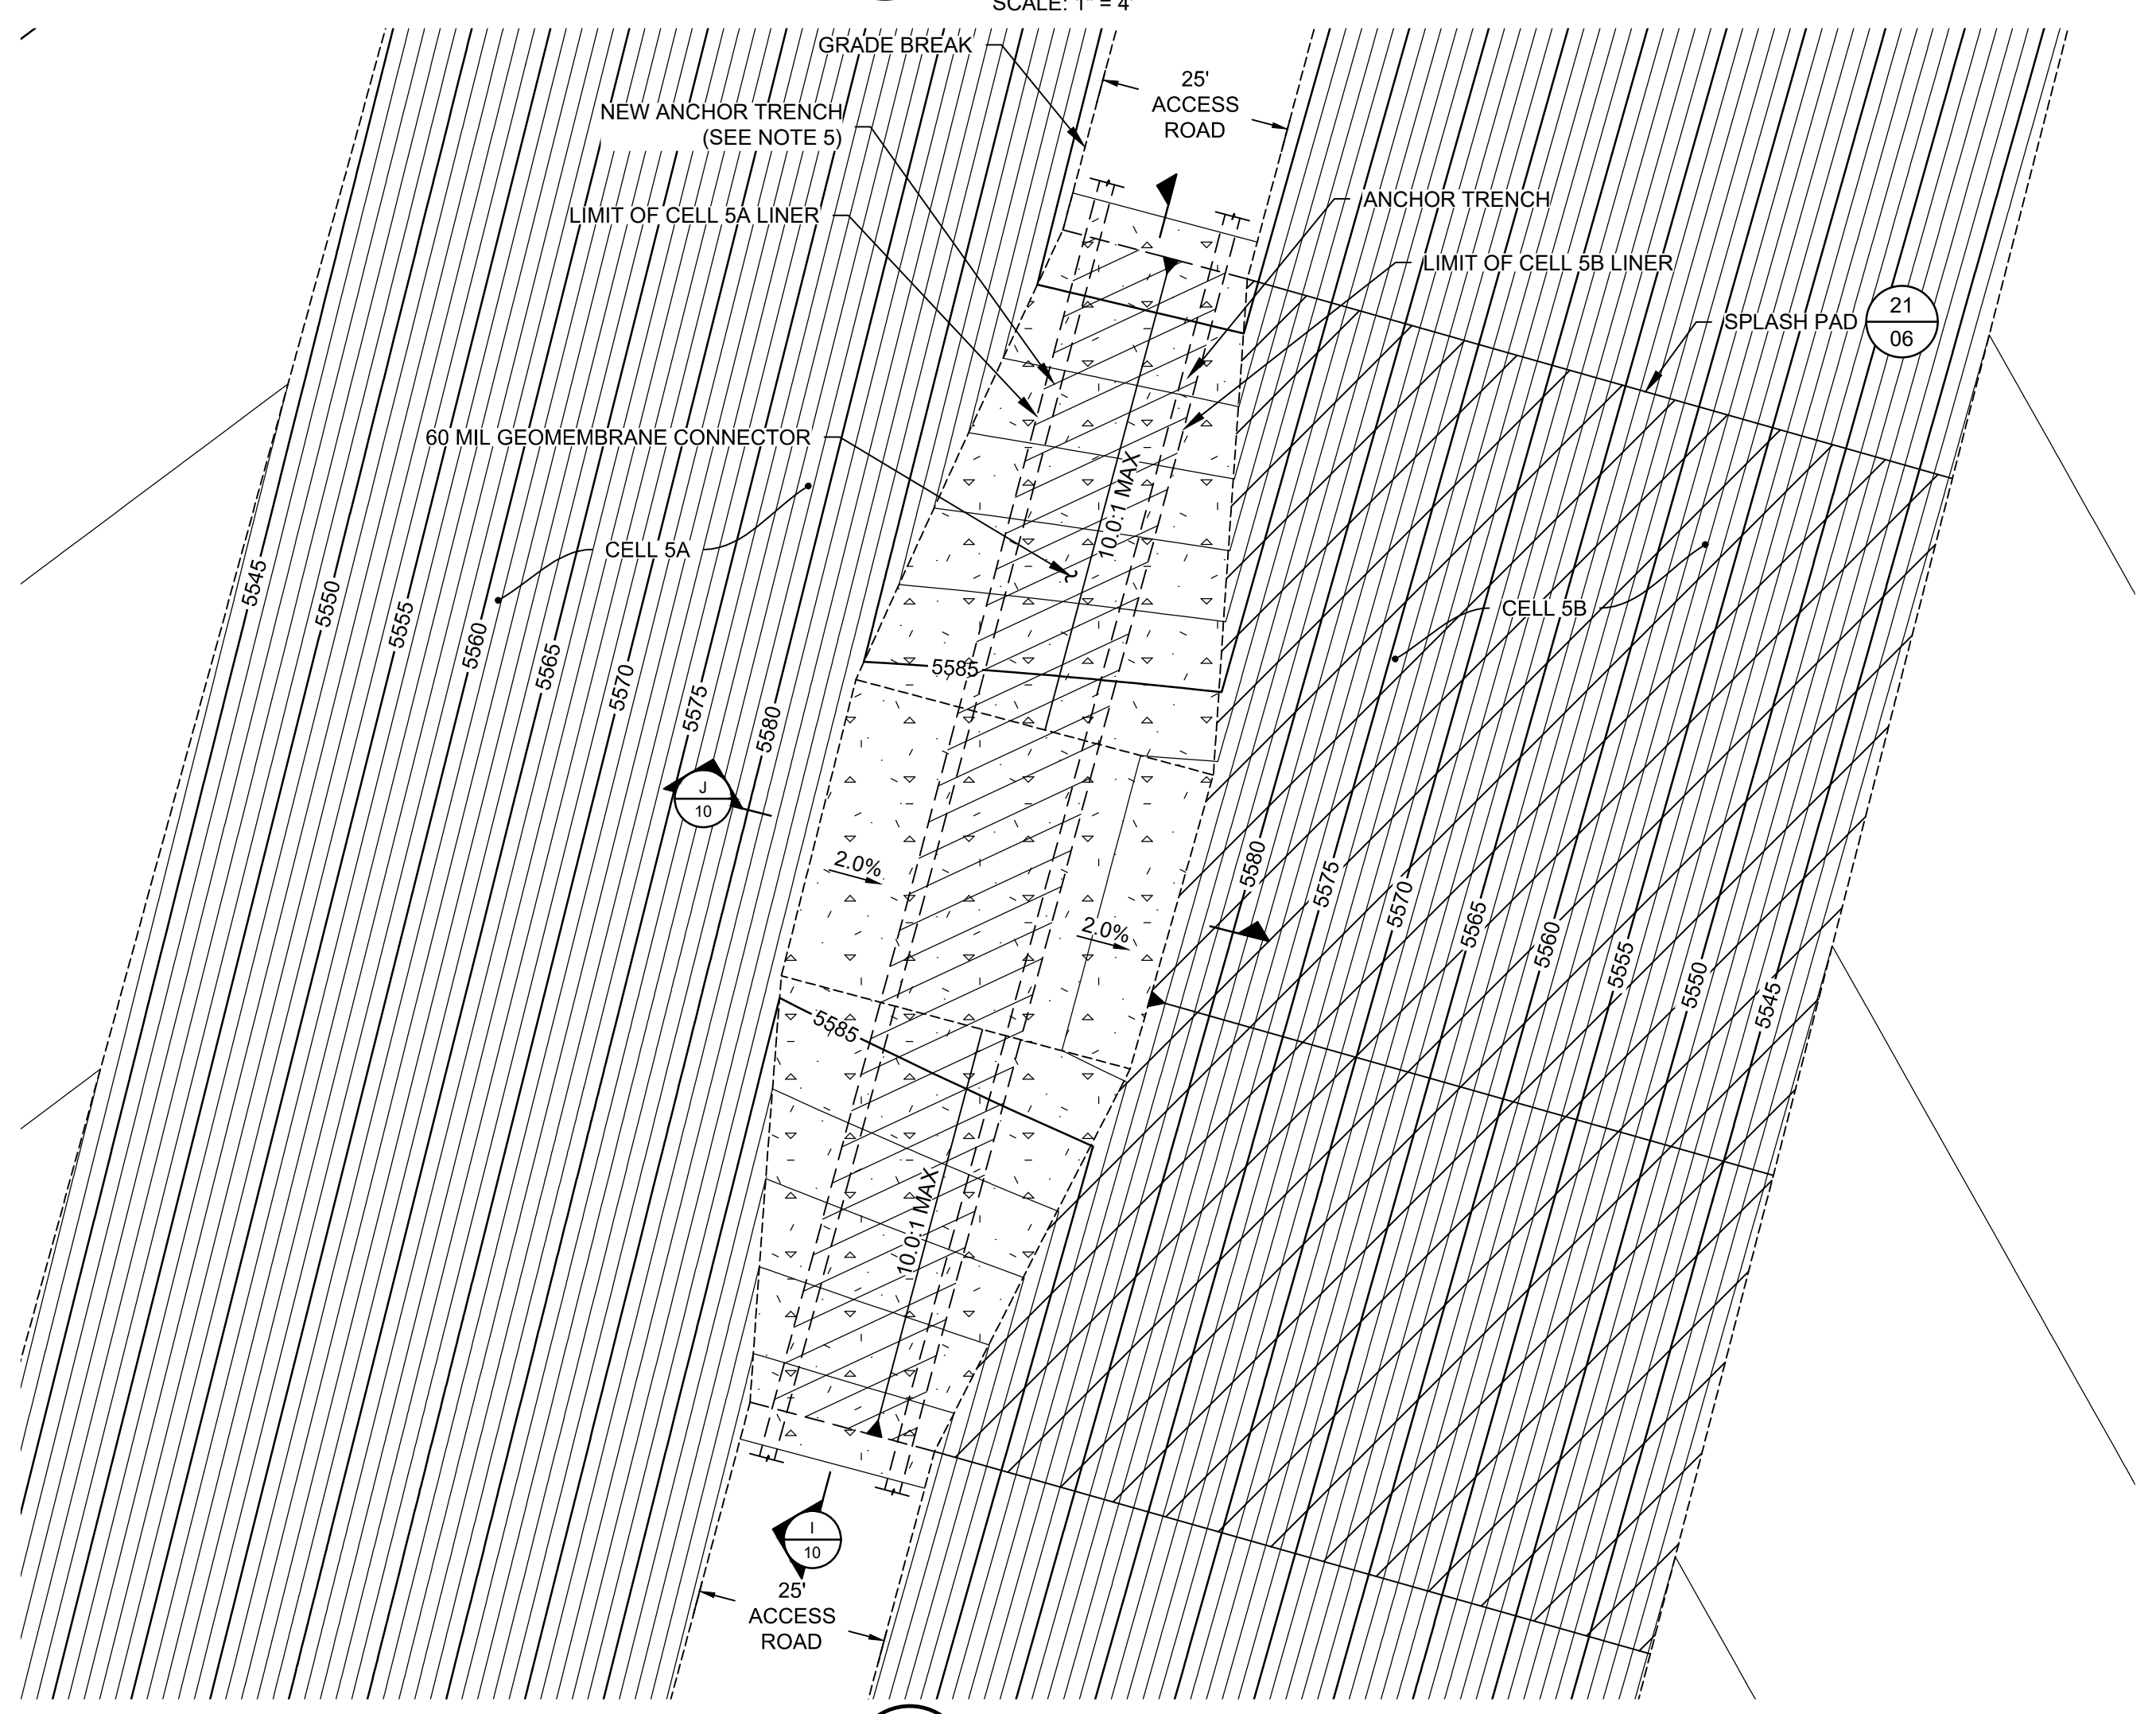 SCALE: 1" = 4'
GRADE BREAK
25'
ACCESS
ROAD
NEW ANCHOR TRENCH
(SEE NOTE 5)
ANCHOR TRENCH
LIMIT OF CELL 5A LINER
LIMIT OF CELL 5B LINER
21
06
SPLASH PAD
60 MIL GEOMEMBRANE CONNECTOR
10.0:1 MAX
CELL 5A
CELL 5B
5545
5550
5555
5560
5565
5570
5575
5580
5585
J
10
2.0%
2.0%
5580
5575
5570
5565
5560
5555
5550
5545
5585
10.0:1 MAX
I
10
25'
ACCESS
ROAD